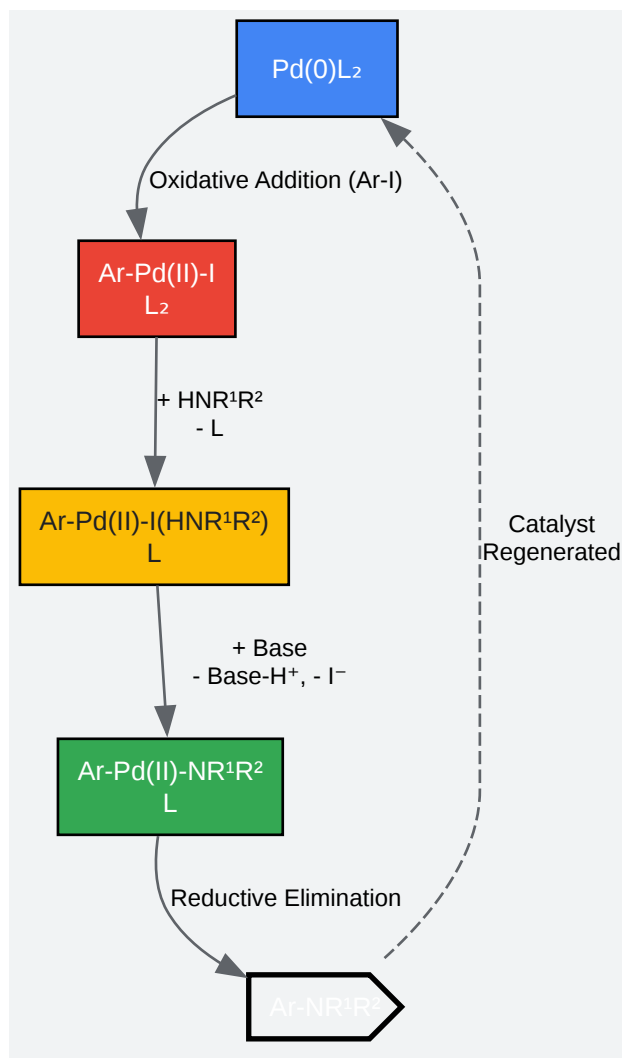 Pd(0)L₂
Oxidative Addition (Ar-I)
Ar-Pd(II)-I
L₂
+ HNR¹R²
- L
Ar-Pd(II)-I(HNR¹R²)
L
Catalyst
Regenerated
+ Base
- Base-H⁺, - I⁻
Ar-Pd(II)-NR¹R²
L
Reductive Elimination
Ar-NR¹R²